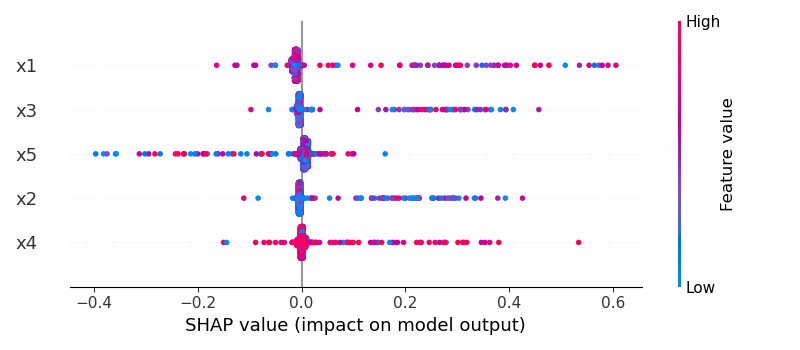 High
x1
x3
x5
x2
x4
Feature value
Low
−0.4 −0.2 0.0 0.2 0.4 0.6
SHAP value (impact on model output)